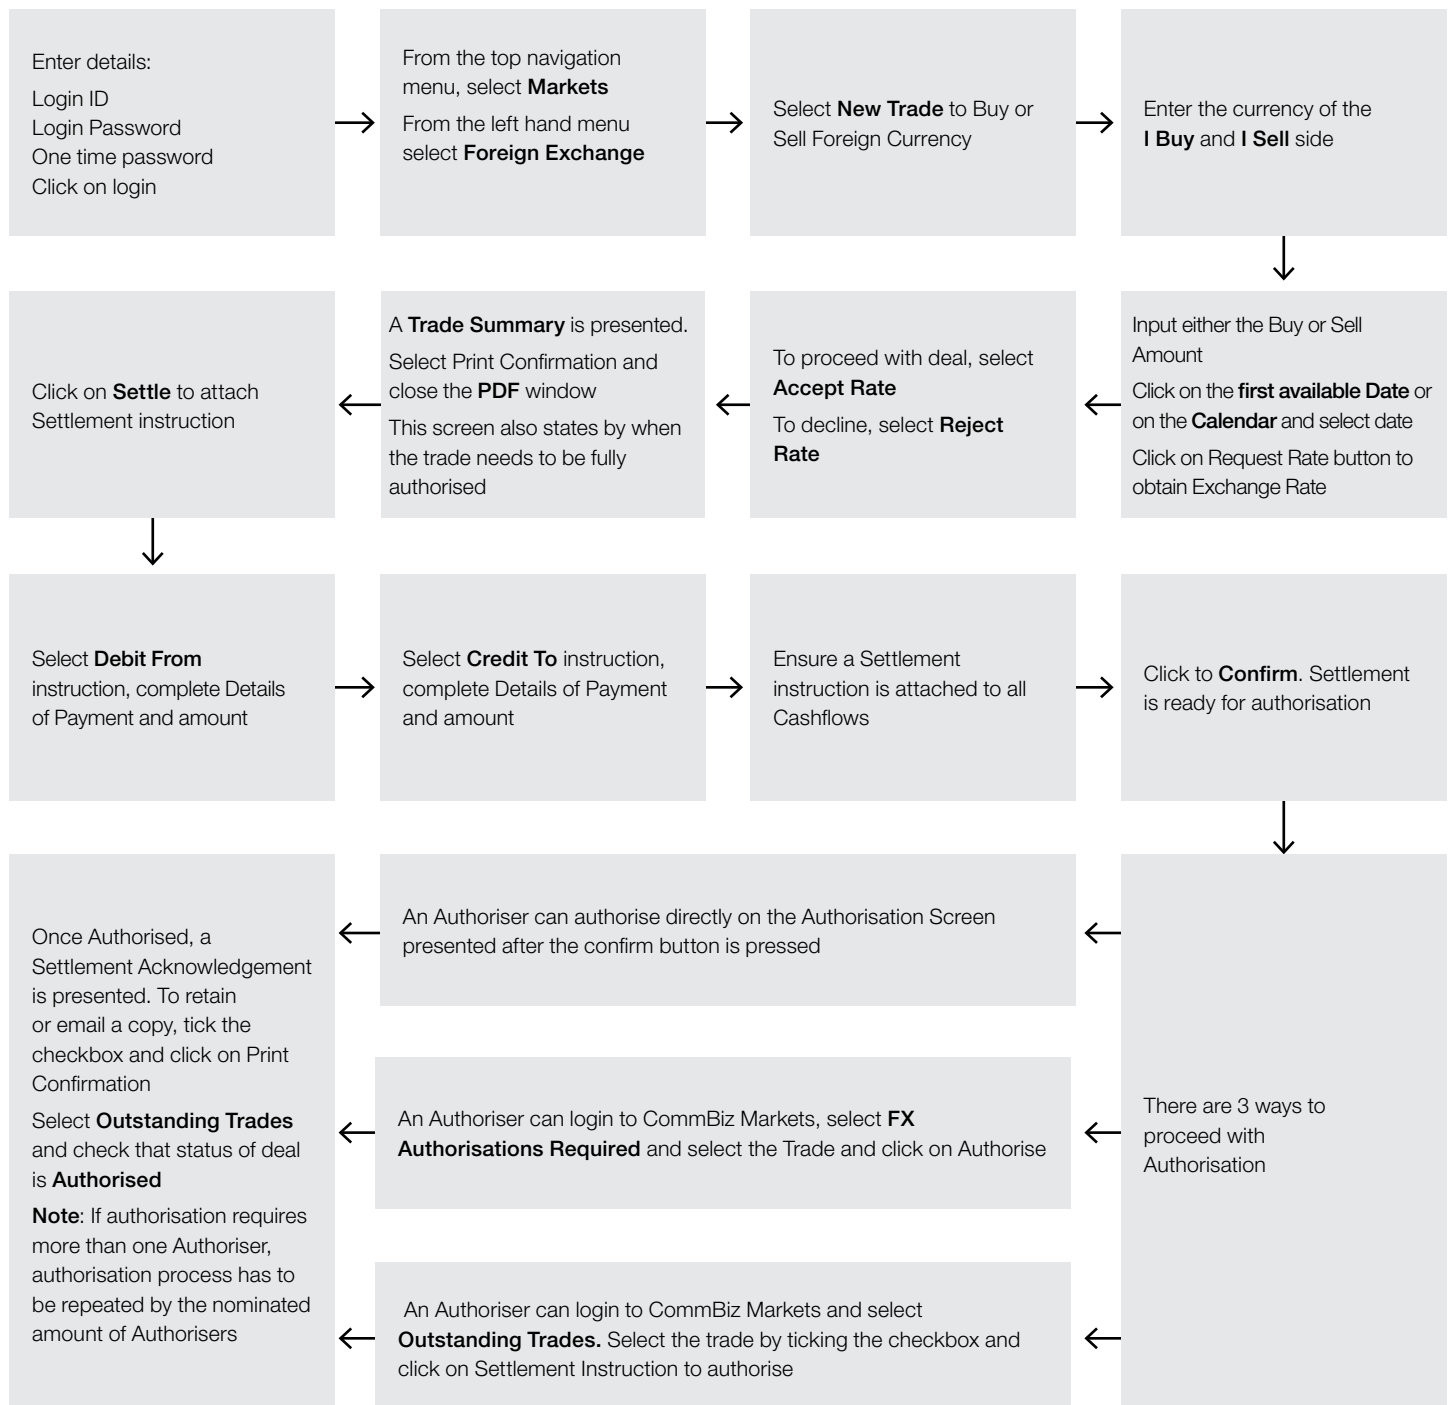 Enter details:
Login ID
Login Password
One time password
Click on login
From the top navigation
menu, select Markets
From the left hand menu
select Foreign Exchange
Select New Trade to Buy or
Sell Foreign Currency
Enter the currency of the
I Buy and I Sell side
Input either the Buy or Sell
Amount
Click on the first available Date or
on the Calendar and select date
Click on Request Rate button to
obtain Exchange Rate
To proceed with deal, select
Accept Rate
To decline, select Reject
Rate
A Trade Summary is presented.
Select Print Confirmation and
close the PDF window
This screen also states by when
the trade needs to be fully
authorised
Click on Settle to attach
Settlement instruction
Select Debit From
instruction, complete Details
of Payment and amount
Select Credit To instruction,
complete Details of Payment
and amount
Ensure a Settlement
instruction is attached to all
Cashflows
Click to Confirm. Settlement
is ready for authorisation
There are 3 ways to
proceed with
Authorisation
An Authoriser can authorise directly on the Authorisation Screen
presented after the confirm button is pressed
An Authoriser can login to CommBiz Markets, select FX
Authorisations Required and select the Trade and click on Authorise
An Authoriser can login to CommBiz Markets and select
Outstanding Trades. Select the trade by ticking the checkbox and
click on Settlement Instruction to authorise
Once Authorised, a
Settlement Acknowledgement
is presented. To retain
or email a copy, tick the
checkbox and click on Print
Confirmation
Select Outstanding Trades
and check that status of deal
is Authorised
Note: If authorisation requires
more than one Authoriser,
authorisation process has to
be repeated by the nominated
amount of Authorisers